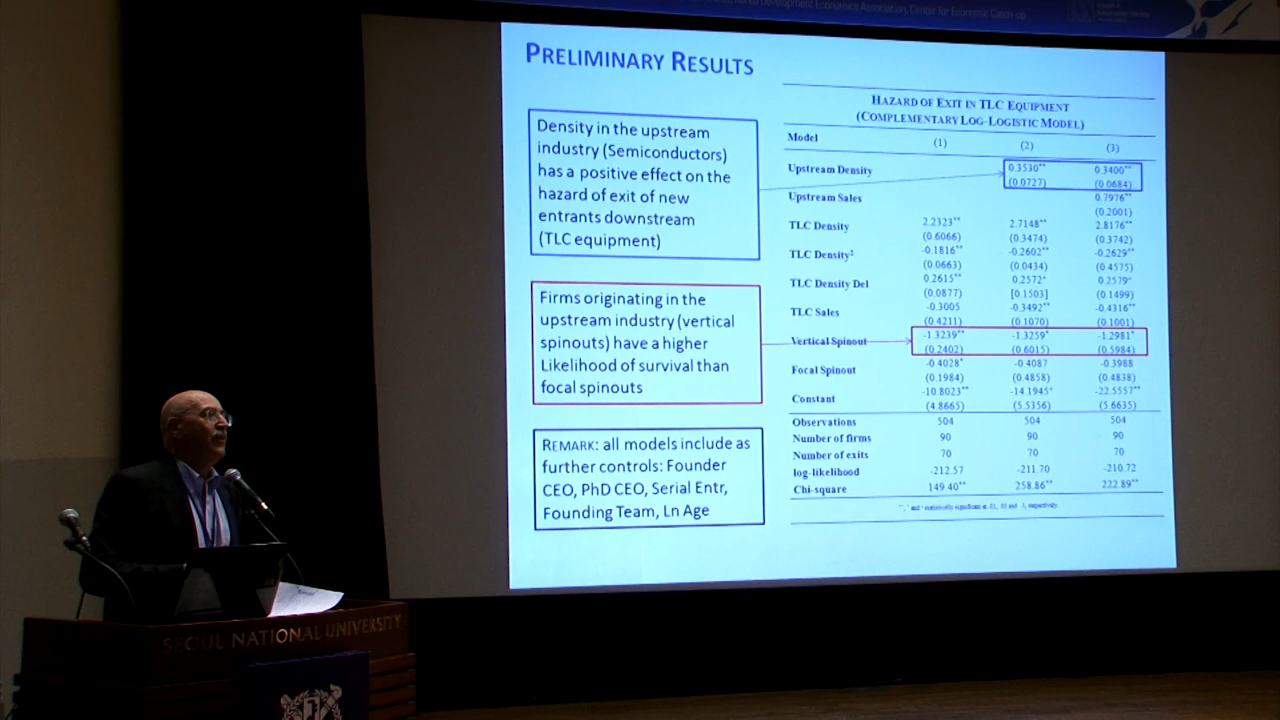 Development Economics Association, Center for Economic Catch-up
PRELIMINARY RESULTS
Density in the upstream
industry (Semiconductors)
has a positive effect on the
hazard of exit of new
entrants downstream
(TLC equipment)
Firms originating in the
upstream industry (vertical
spinouts) have a higher
Likelihood of survival than
focal spinouts
REMARK: all models include as
further controls: Founder
CEO, PhD CEO, Serial Entr,
Founding Team, Ln Age
HAZARD OF EXIT IN TLC EQUIPMENT
(COMPLEMENTARY LOG-LOGISTIC MODEL)
Model (1) (2) (3)
Upstream Density 0.3530** 0.3400**
(0.0727) (0.0684)
Upstream Sales 0.7976**
(0.2001)
TLC Density 2.2323** 2.7148** 2.8176**
(0.6066) (0.3474) (0.3742)
TLC Density² -0.1816** -0.2602** -0.2629**
(0.0663) (0.0434) (0.4575)
TLC Density Del 0.2615** 0.2572+ 0.2579+
(0.0877) [0.1503] (0.1499)
TLC Sales -0.3005 -0.3492** -0.4316**
(0.4211) (0.1070) (0.1001)
Vertical Spinout -1.3239** -1.3259* -1.2981*
(0.2402) (0.6015) (0.5984)
Focal Spinout -0.4028* -0.4087 -0.3988
(0.1984) (0.4858) (0.4838)
Constant -10.8023** -14.1945* -22.5557**
(4.8665) (5.5356) (5.6635)
Observations 504 504 504
Number of firms 90 90 90
Number of exits 70 70 70
log-likelihood -212.57 -211.70 -210.72
Chi-square 149.40** 258.86** 222.89**
SEOUL NATIONAL UNIVERSITY